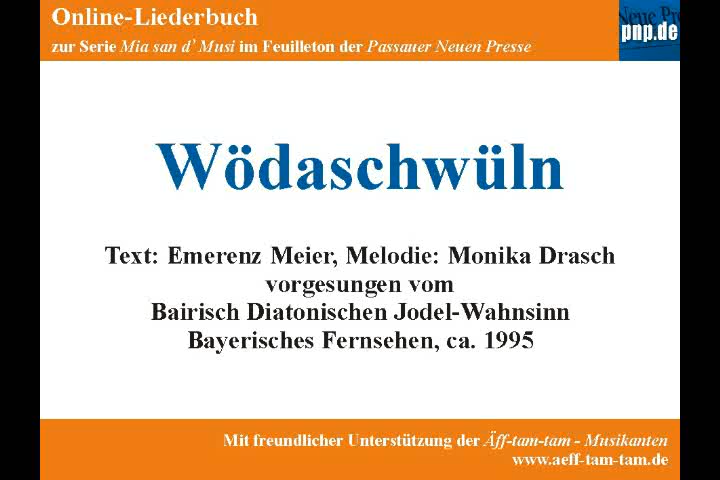 Online-Liederbuch
zur Serie Mia san d' Musi im Feuilleton der Passauer Neuen Presse
pnp.de
Wödaschwüln
Text: Emerenz Meier, Melodie: Monika Drasch
vorgesungen vom
Bairisch Diatonischen Jodel-Wahnsinn
Bayerisches Fernsehen, ca. 1995
Mit freundlicher Unterstützung der Äff-tam-tam - Musikanten
www.aeff-tam-tam.de